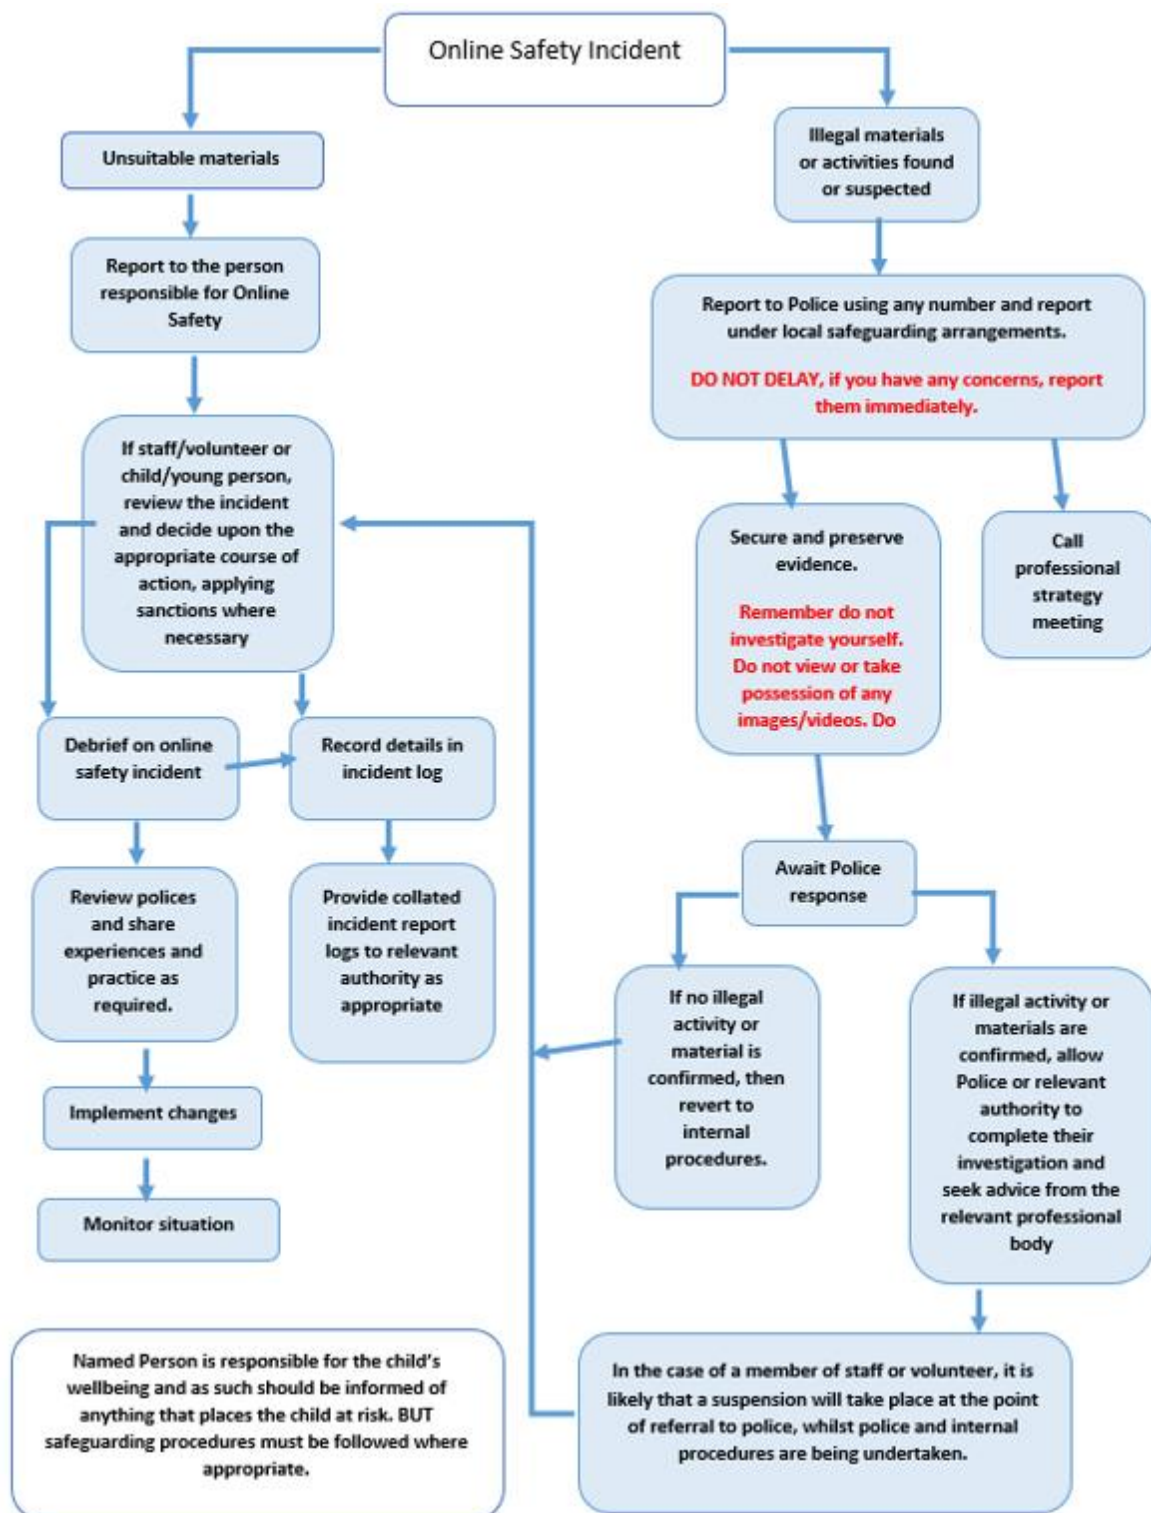 Online Safety Incident
Unsuitable materials
Illegal materials
or activities found
or suspected
Report to the person
responsible for Online
Safety
Report to Police using any number and report
under local safeguarding arrangements.
DO NOT DELAY, if you have any concerns, report
them immediately.
If staff/volunteer or
child/young person,
review the incident
and decide upon the
appropriate course of
action, applying
sanctions where
necessary
Secure and preserve
evidence.
Remember do not
investigate yourself.
Do not view or take
possession of any
images/videos. Do
Call
professional
strategy
meeting
Debrief on online
safety incident
Record details in
incident log
Await Police
response
Review polices
and share
experiences and
practice as
required.
Provide collated
incident report
logs to relevant
authority as
appropriate
If no illegal
activity or
material is
confirmed, then
revert to
internal
procedures.
If illegal activity or
materials are
confirmed, allow
Police or relevant
authority to
complete their
investigation and
seek advice from the
relevant professional
body
Implement changes
Monitor situation
Named Person is responsible for the child's
wellbeing and as such should be informed of
anything that places the child at risk. BUT
safeguarding procedures must be followed where
appropriate.
In the case of a member of staff or volunteer, it is
likely that a suspension will take place at the point
of referral to police, whilst police and internal
procedures are being undertaken.